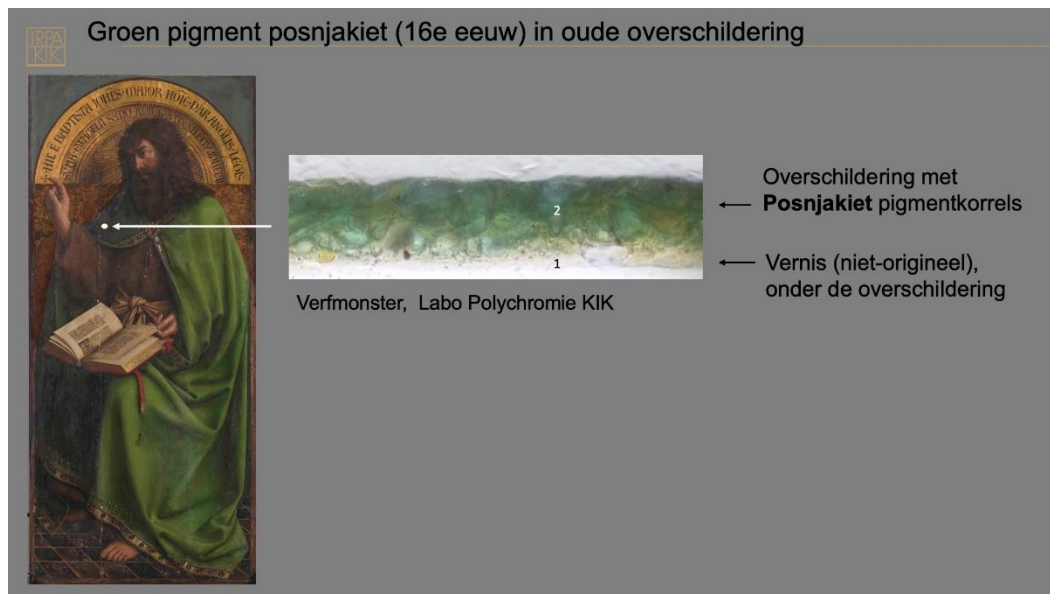 IRPA
KIK
Groen pigment posnjakiet (16e eeuw) in oude overschildering
2
1
Overschildering met
Posnjakiet pigmentkorrels
Vernis (niet-origineel),
onder de overschildering
Verfmonster, Labo Polychromie KIK